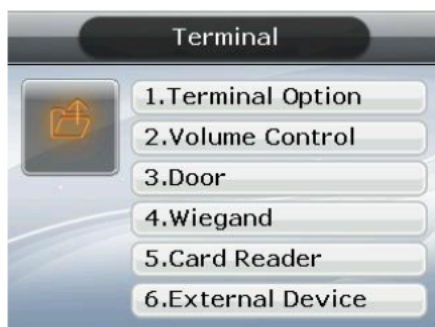 Terminal
1.Terminal Option
2.Volume Control
3.Door
4.Wiegand
5.Card Reader
6.External Device